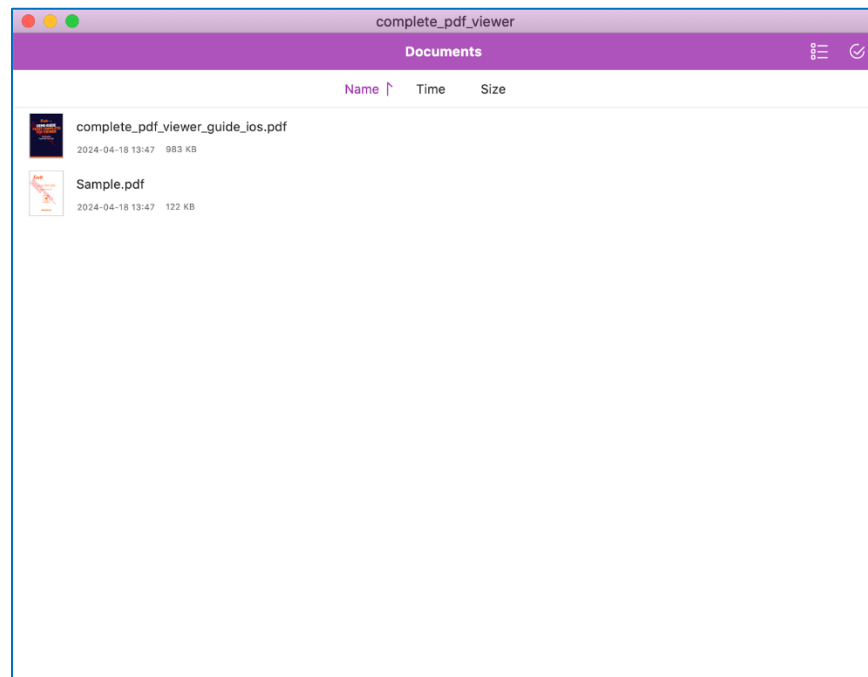 complete_pdf_viewer
Documents
Name Time Size
complete_pdf_viewer_guide_ios.pdf
2024-04-18 13:47 983 KB
Sample.pdf
2024-04-18 13:47 122 KB